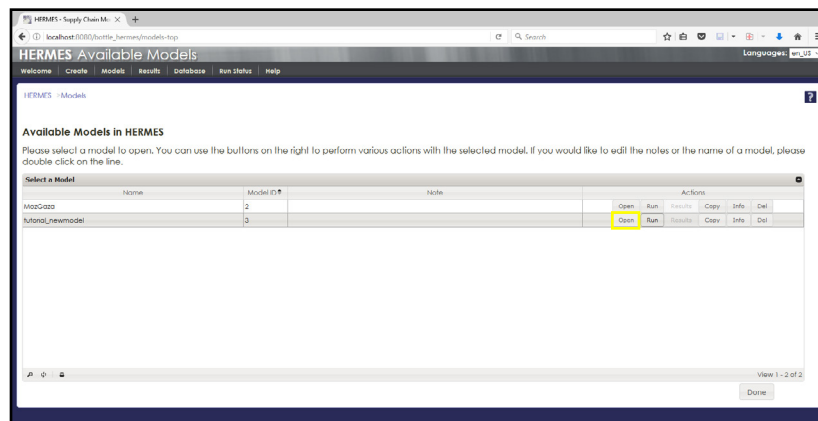 HERMES - Supply Chain Mo
localhost:8080/bottle_hermes/models-top
Search
HERMES Available Models
Languages: en_US
Welcome Create Models Results Database Run Status Help
HERMES >Models
?
Available Models in HERMES
Please select a model to open. You can use the buttons on the right to perform various actions with the selected model. If you would like to edit the notes or the name of a model, please
double click on the line.
Select a Model
Name Model ID Note Actions
MozGaza 2 Open Run Results Copy Info Del
tutorial_newmodel 3 Open Run Results Copy Info Del
View 1 - 2 of 2
Done